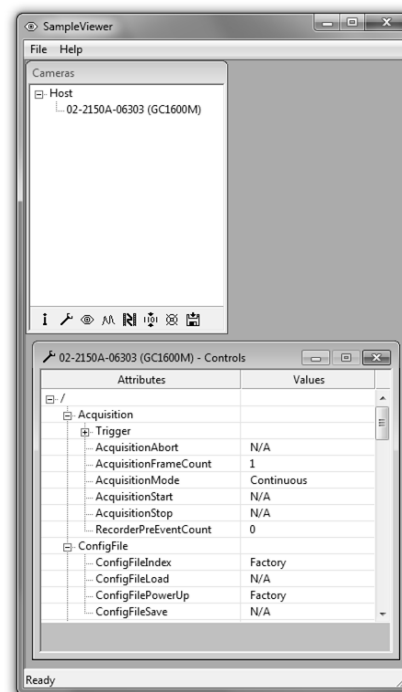 SampleViewer
File Help
Cameras
Host
02-2150A-06303 (GC1600M)
02-2150A-06303 (GC1600M) - Controls
Attributes Values
/
Acquisition
Trigger
AcquisitionAbort N/A
AcquisitionFrameCount 1
AcquisitionMode Continuous
AcquisitionStart N/A
AcquisitionStop N/A
RecorderPreEventCount 0
ConfigFile
ConfigFileIndex Factory
ConfigFileLoad N/A
ConfigFilePowerUp Factory
ConfigFileSave N/A
Ready